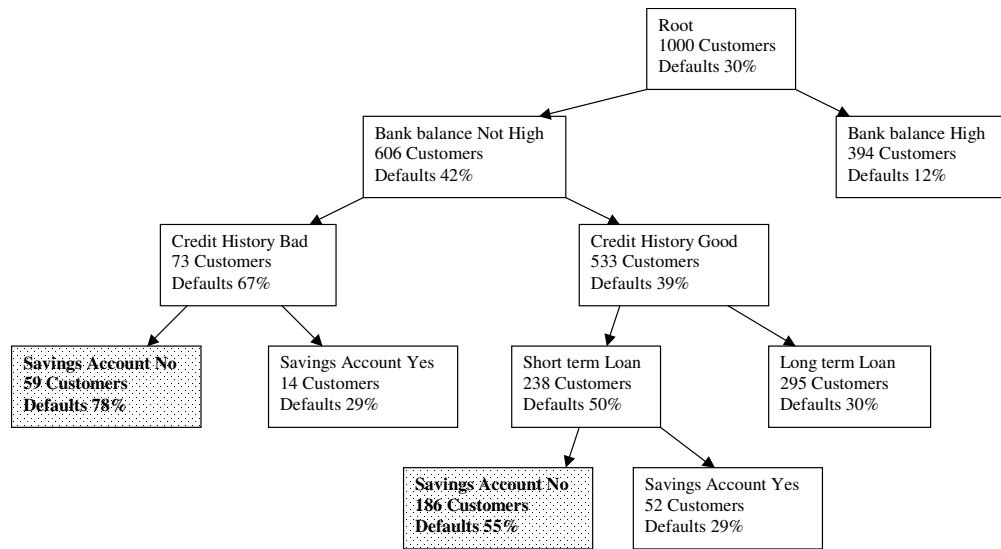 Root
1000 Customers
Defaults 30%
Bank balance Not High
606 Customers
Defaults 42%
Bank balance High
394 Customers
Defaults 12%
Credit History Bad
73 Customers
Defaults 67%
Credit History Good
533 Customers
Defaults 39%
Savings Account No
59 Customers
Defaults 78%
Savings Account Yes
14 Customers
Defaults 29%
Short term Loan
238 Customers
Defaults 50%
Long term Loan
295 Customers
Defaults 30%
Savings Account No
186 Customers
Defaults 55%
Savings Account Yes
52 Customers
Defaults 29%